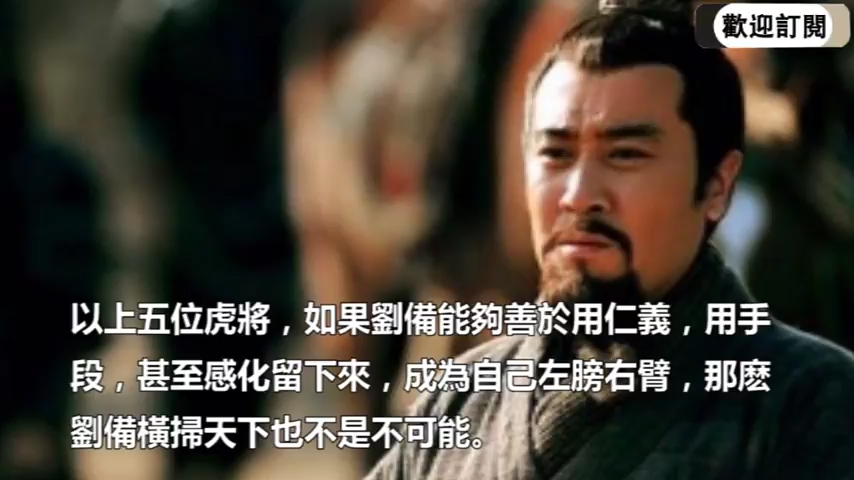 歡迎訂閱
以上五位虎將，如果劉備能夠善於用仁義，用手
段，甚至感化留下來，成為自己左膀右臂，那麽
劉備橫掃天下也不是不可能。